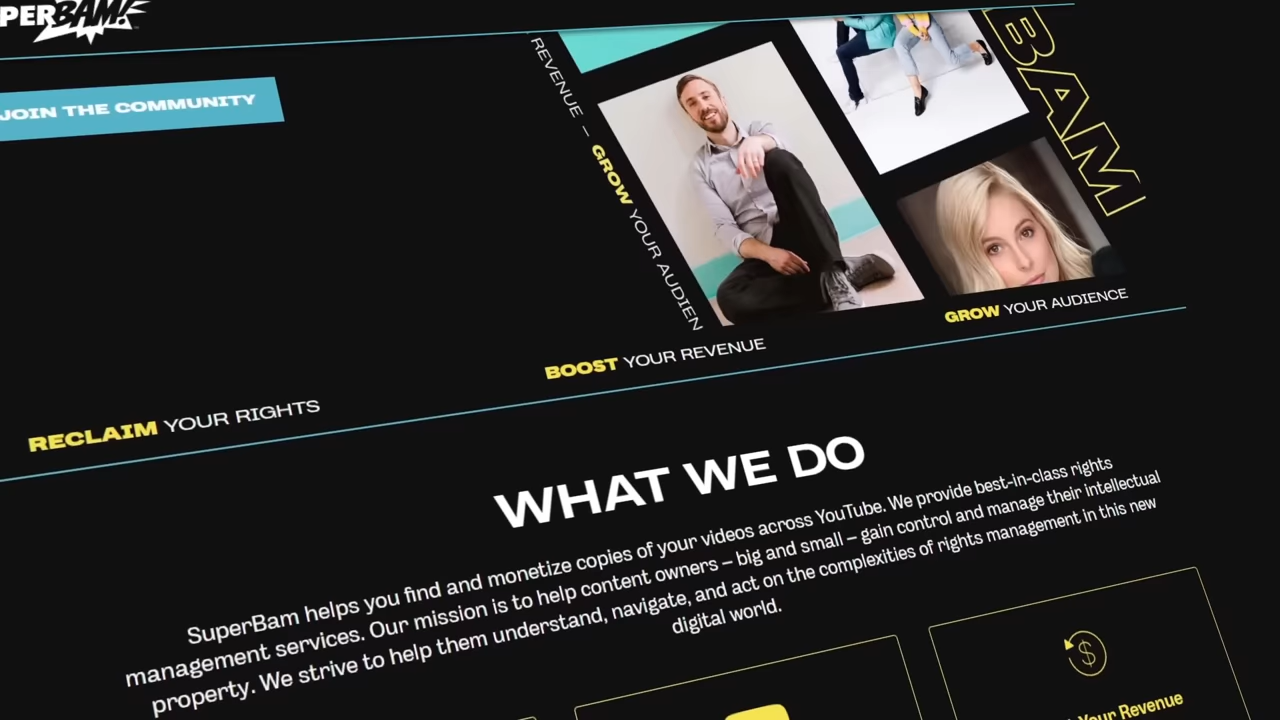 PERBAM!
JOIN THE COMMUNITY
REVENUE — GROW YOUR AUDIEN
BAM
GROW YOUR AUDIENCE
BOOST YOUR REVENUE
RECLAIM YOUR RIGHTS
WHAT WE DO
SuperBam helps you find and monetize copies of your videos across YouTube. We provide best-in-class rights
management services. Our mission is to help content owners – big and small – gain control and manage their intellectual
property. We strive to help them understand, navigate, and act on the complexities of rights management in this new
digital world.
Your Revenue